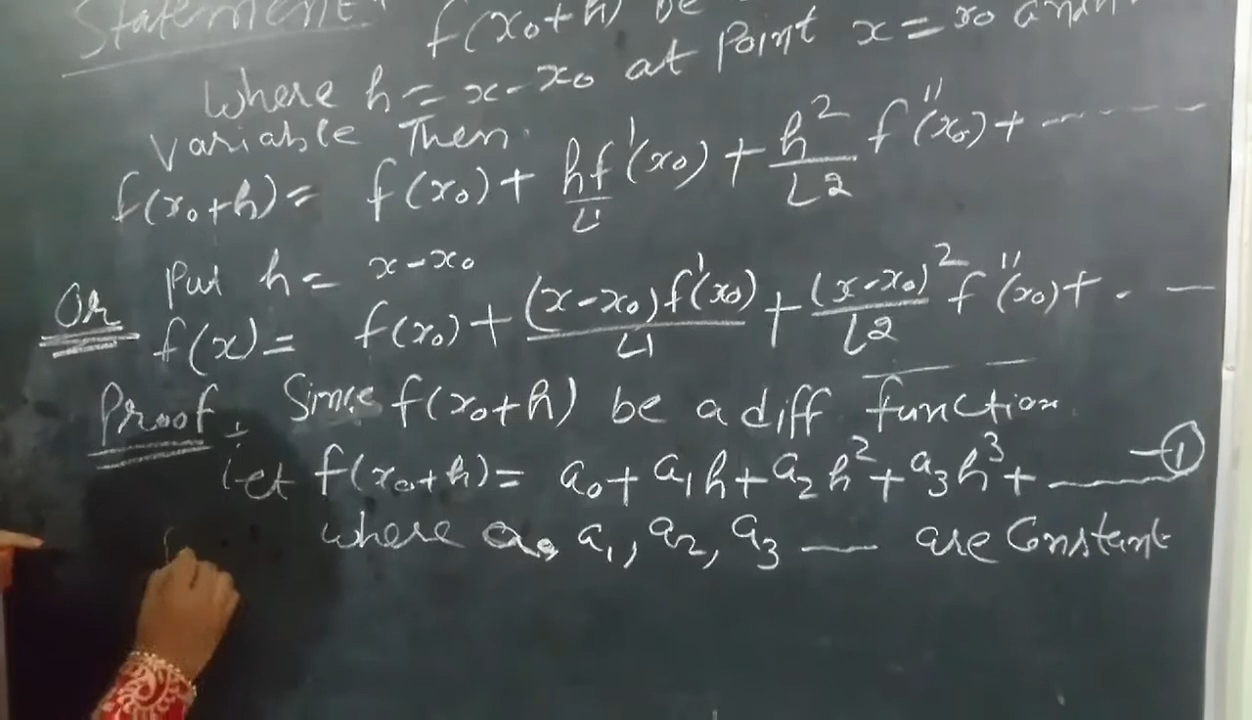 Statement: f(x₀+h) be
where h = x-x₀ at point x = x₀ and h
variable Then.
f(x₀+h) = f(x₀) + hf'(x₀)/∟1 + h²/∟2 f''(x₀) + -----
Or Put h = x-x₀
f(x) = f(x₀) + (x-x₀)f'(x₀)/∟1 + (x-x₀)²/∟2 f''(x₀) + . —
Proof: Since f(x₀+h) be a diff function.
Let f(x₀+h) = a₀ + a₁h + a₂h² + a₃h³ + —— ①
where a₀ a₁, a₂, a₃ —— are Constant